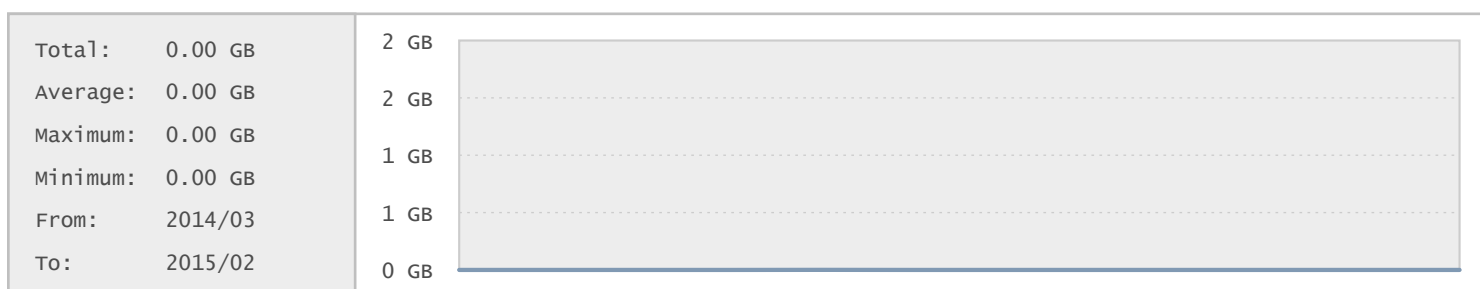 Total: 0.00 GB
Average: 0.00 GB
Maximum: 0.00 GB
Minimum: 0.00 GB
From: 2014/03
To: 2015/02
2 GB
2 GB
1 GB
1 GB
0 GB